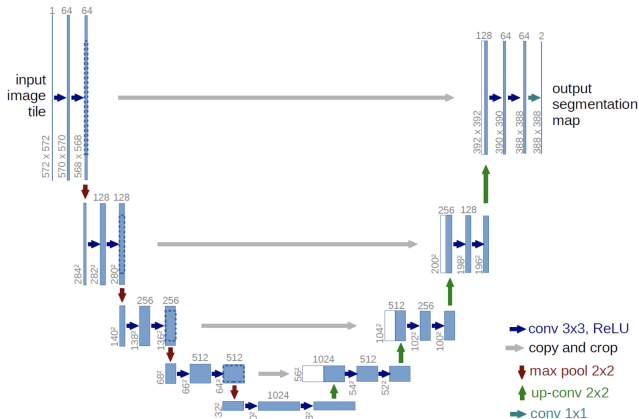 1 64 64
128 64 64 2
input
image
tile
output
segmentation
map
572 x 572
570 x 570
568 x 568
392 x 392
390 x 390
388 x 388
388 x 388
128 128
256 128
284²
282²
280²
200²
198²
196²
256 256
512 256
140²
138²
136²
104²
102²
100²
512 512
1024 512
68²
66²
64²
56²
54²
52²
1024
32²
conv 3x3, ReLU
copy and crop
max pool 2x2
up-conv 2x2
conv 1x1